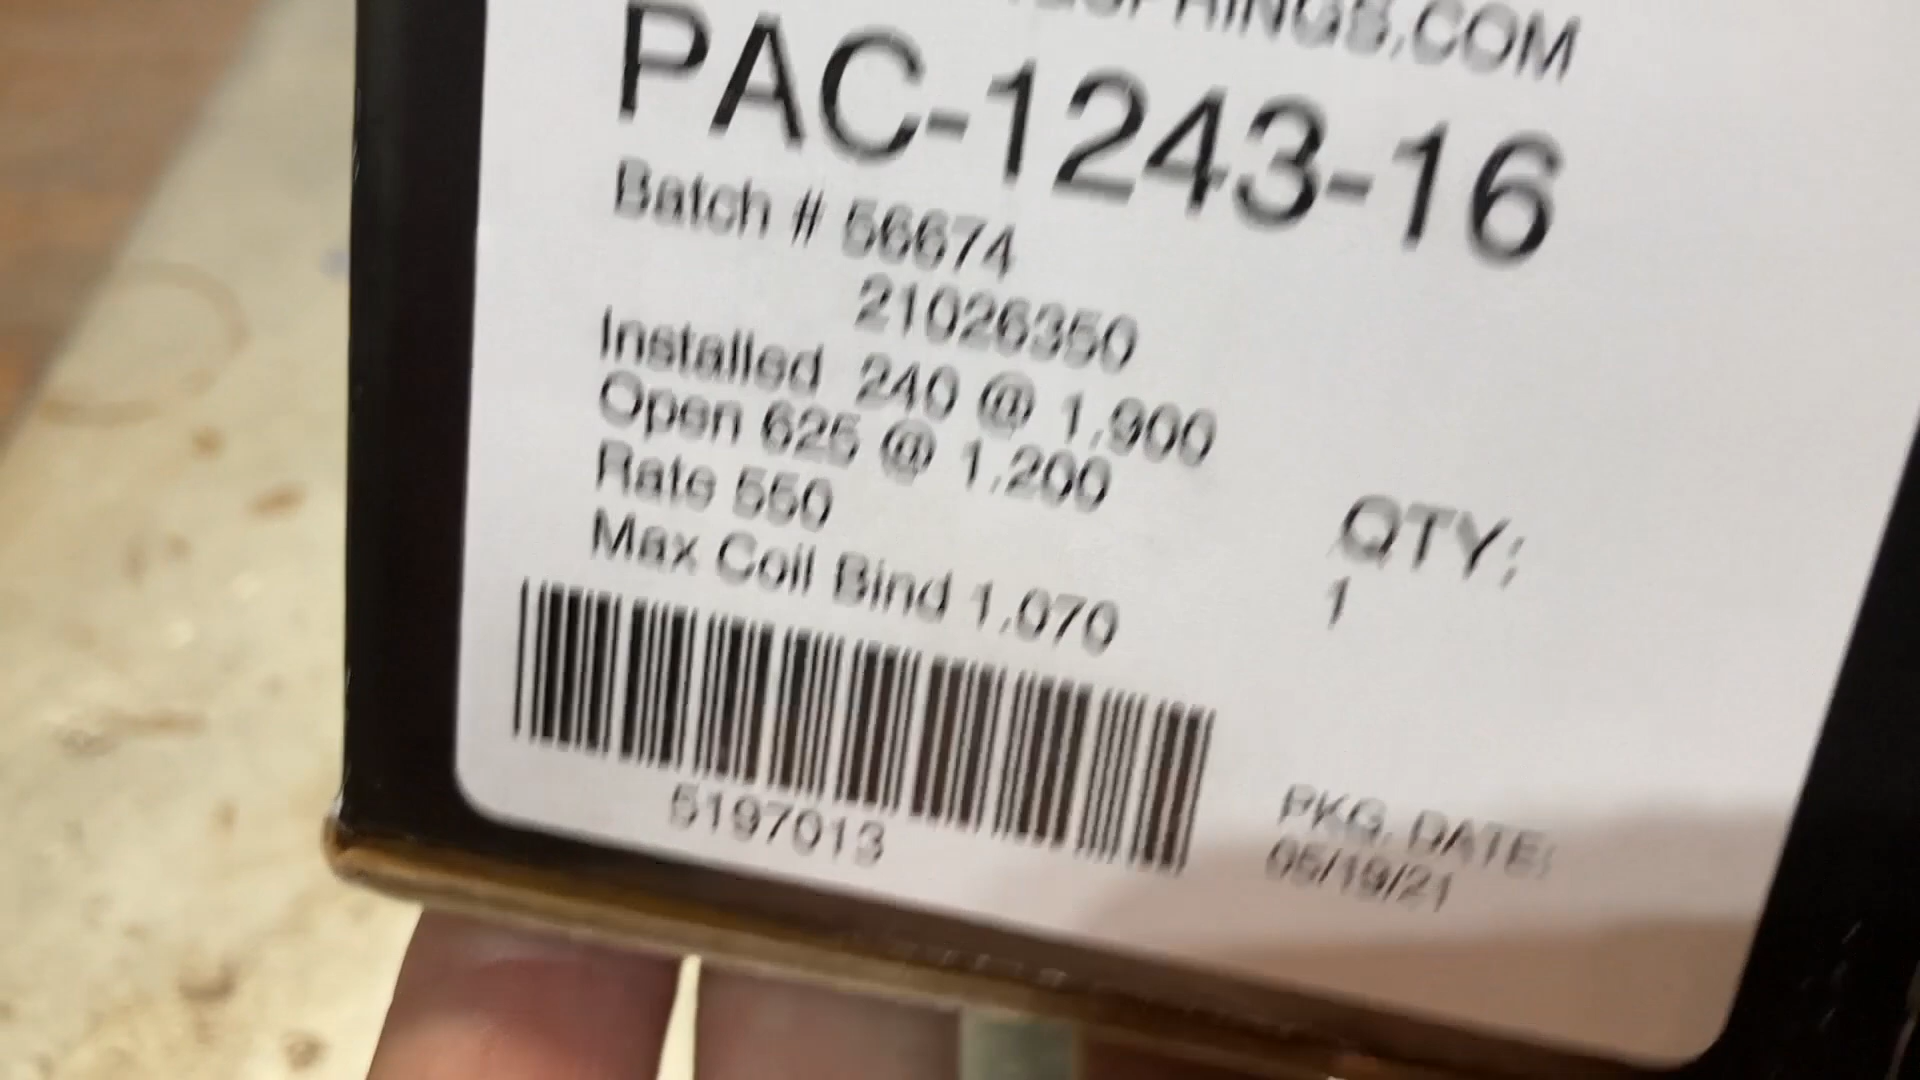 SPRINGS.COM
PAC-1243-16
Batch # 56674
21026350
Installed 240 @ 1.900
Open 625 @ 1.200
Rate 550
Max Coil Bind 1.070
QTY:
1
5197013
PKG. DATE:
05/19/21